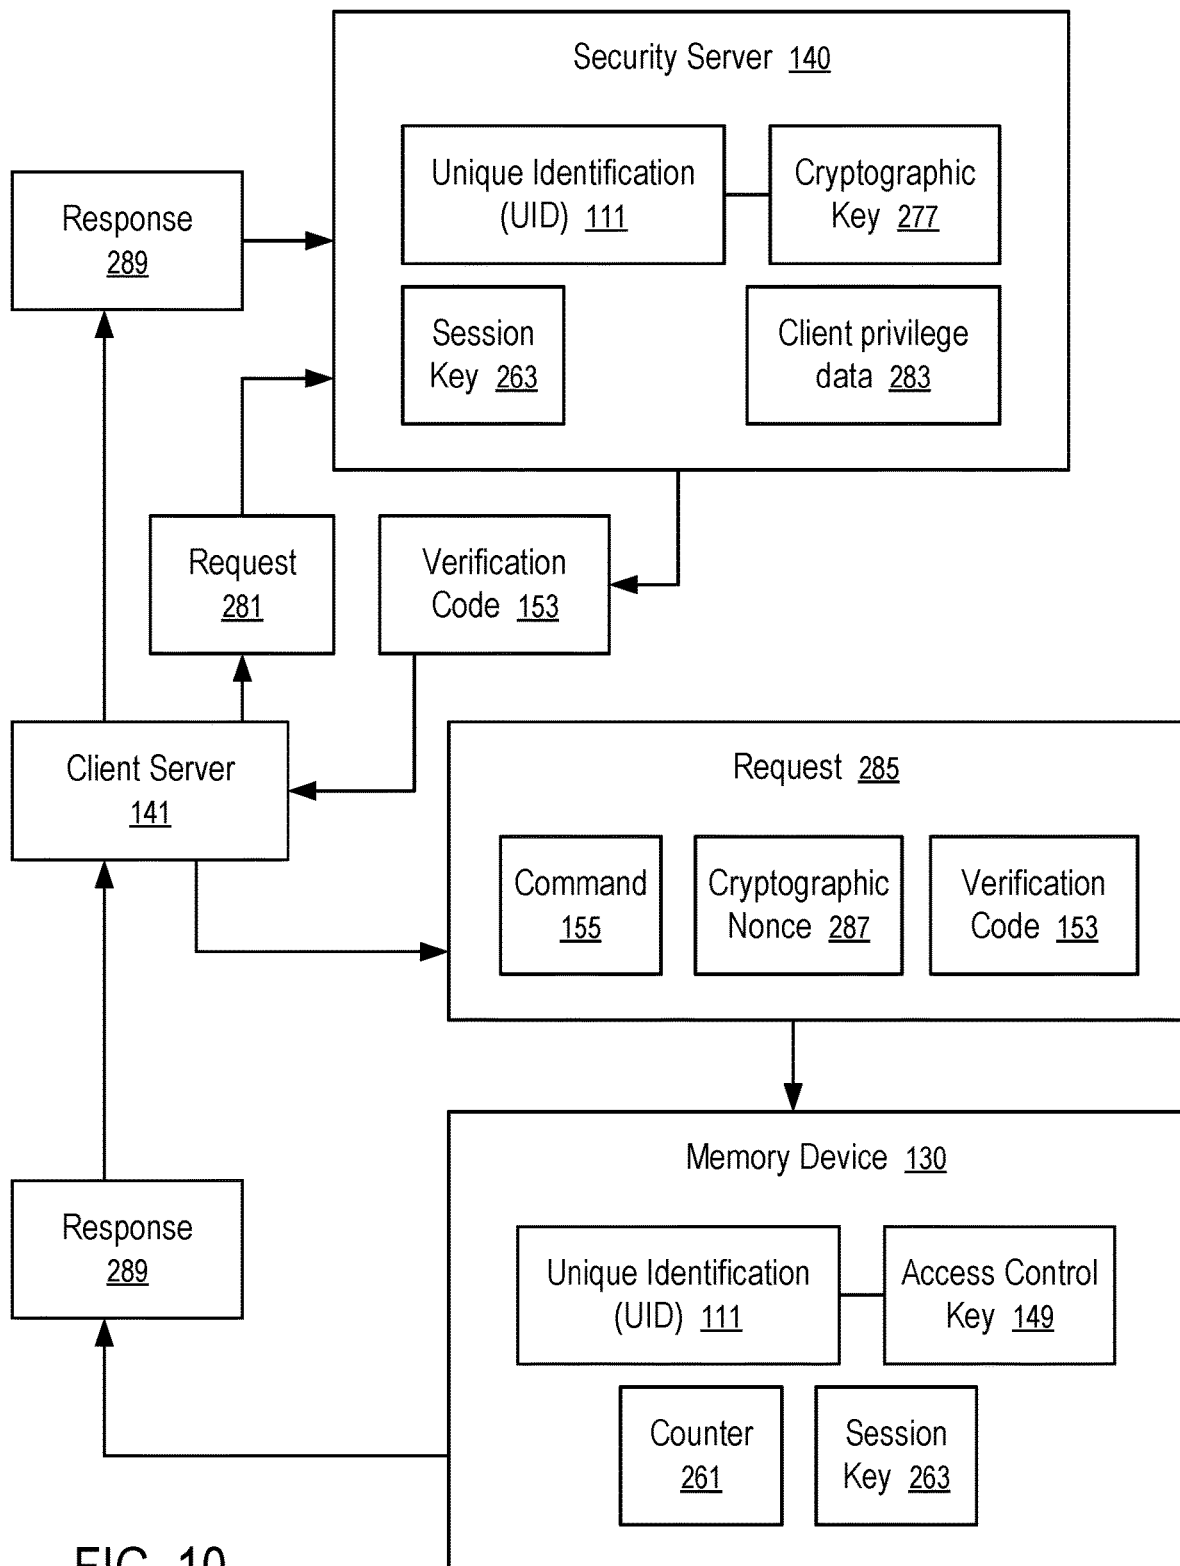 Security Server 140
Unique Identification
(UID) 111
Cryptographic
Key 277
Response
289
Session
Key 263
Client privilege
data 283
Request
281
Verification
Code 153
Client Server
141
Request 285
Command
155
Cryptographic
Nonce 287
Verification
Code 153
Memory Device 130
Response
289
Unique Identification
(UID) 111
Access Control
Key 149
Counter
261
Session
Key 263
FIG. 10